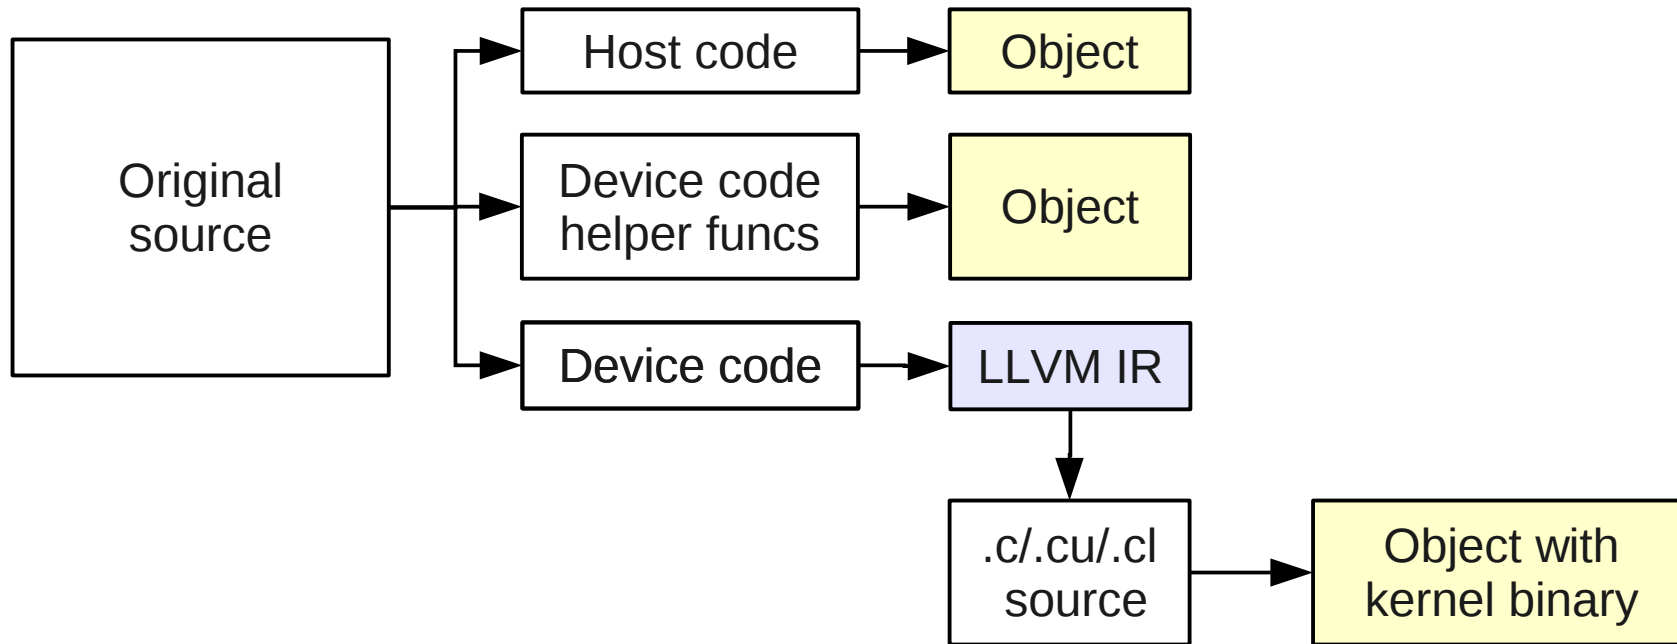 Original
source
Host code
Object
Device code
helper funcs
Object
Device code
LLVM IR
.c/.cu/.cl
source
Object with
kernel binary